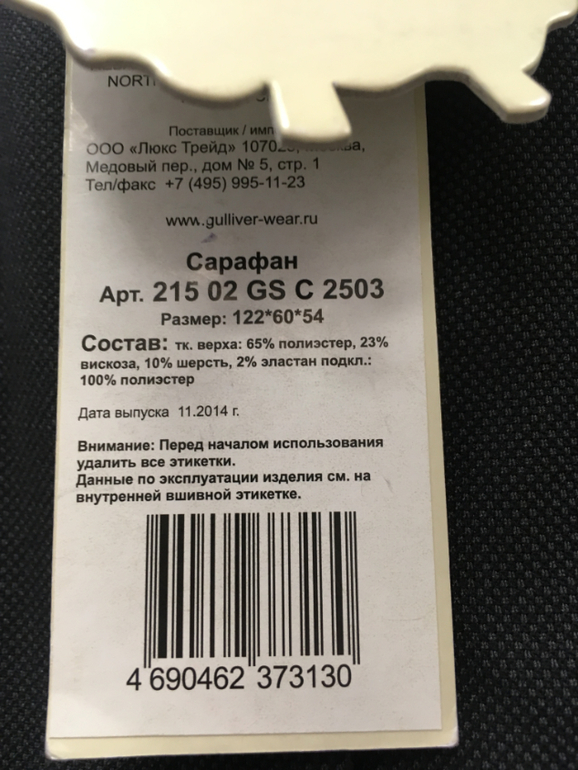 NORT
Поставщик / имп
ООО «Люкс Трейд» 10702
Медовый пер., дом № 5, стр. 1
Тел/факс +7 (495) 995-11-23
www.gulliver-wear.ru
Сарафан
Арт. 215 02 GS C 2503
Размер: 122*60*54
Состав: тк. верха: 65% полиэстер, 23%
вискоза, 10% шерсть, 2% эластан подкл.:
100% полиэстер
Дата выпуска 11.2014 г.
Внимание: Перед началом использования
удалить все этикетки.
Данные по эксплуатации изделия см. на
внутренней вшивной этикетке.
4 690462 373130